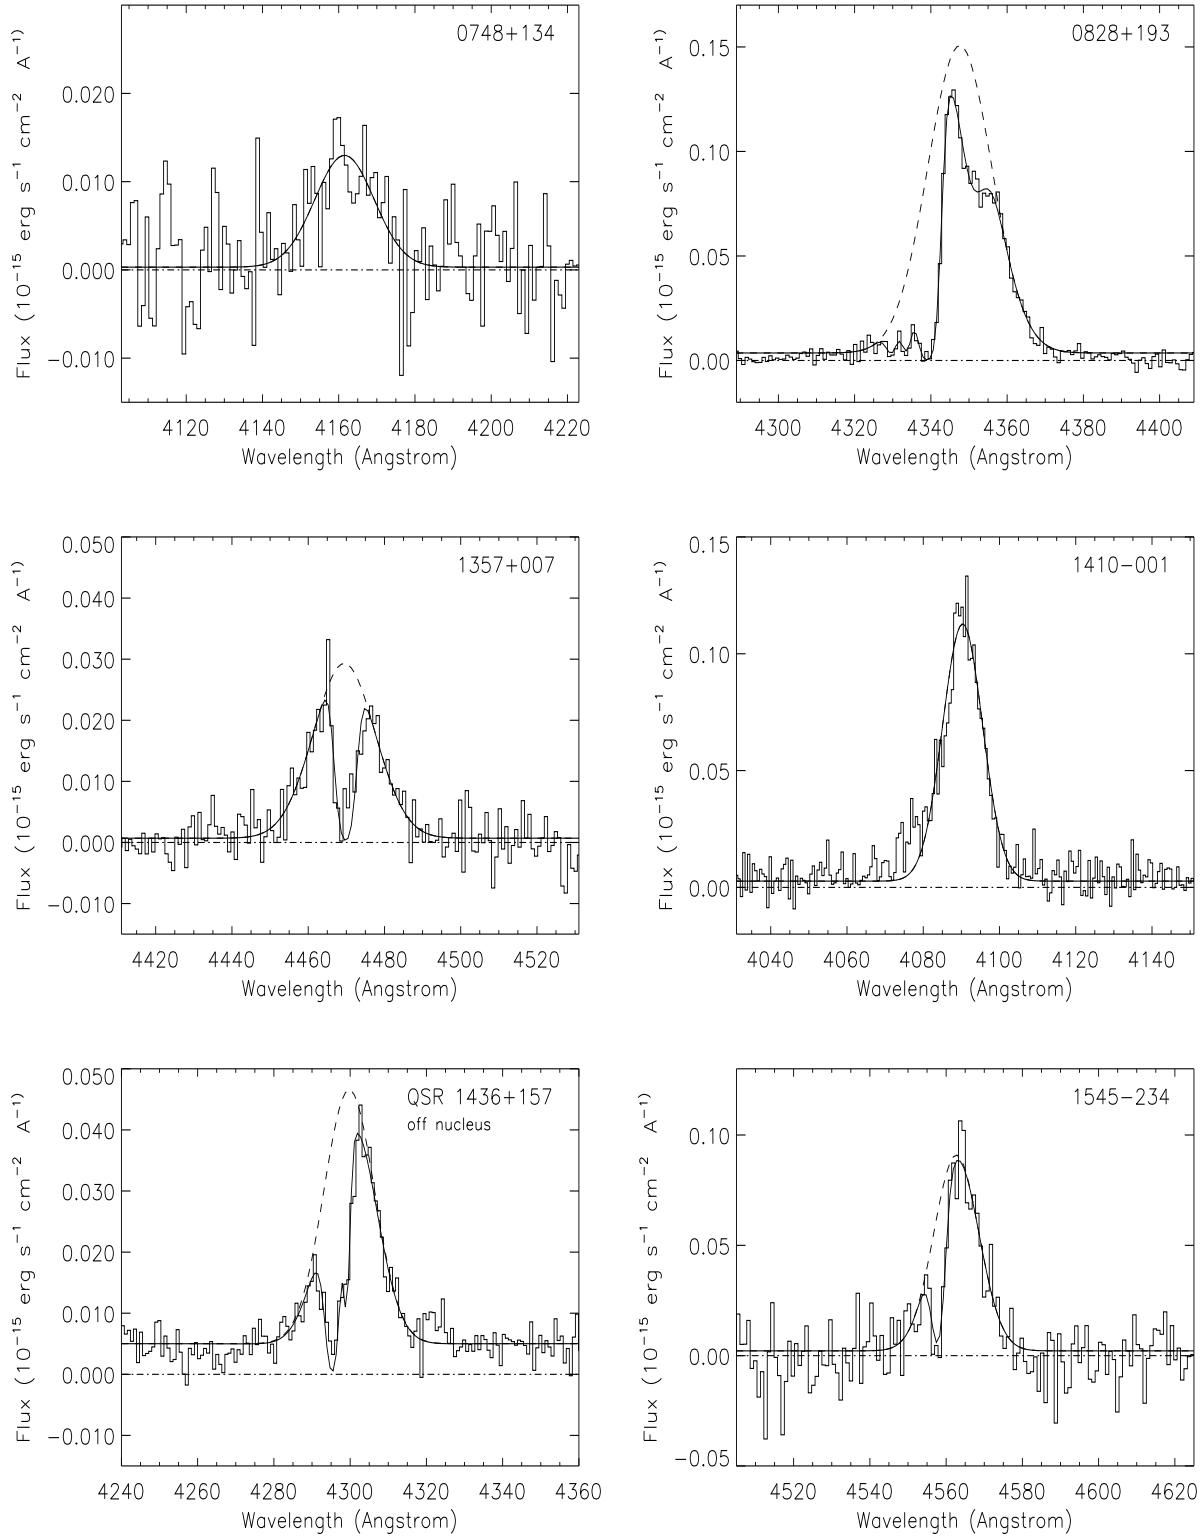 0748+134
0.020
0.010
0.000
−0.010
Flux (10−15 erg s−1 cm−2 A−1)
4120 4140 4160 4180 4200 4220
Wavelength (Angstrom)
0828+193
0.15
0.10
0.05
0.00
Flux (10−15 erg s−1 cm−2 A−1)
4300 4320 4340 4360 4380 4400
Wavelength (Angstrom)
1357+007
0.050
0.040
0.030
0.020
0.010
0.000
−0.010
Flux (10−15 erg s−1 cm−2 A−1)
4420 4440 4460 4480 4500 4520
Wavelength (Angstrom)
1410−001
0.15
0.10
0.05
0.00
Flux (10−15 erg s−1 cm−2 A−1)
4040 4060 4080 4100 4120 4140
Wavelength (Angstrom)
QSR 1436+157
off nucleus
0.050
0.040
0.030
0.020
0.010
0.000
−0.010
Flux (10−15 erg s−1 cm−2 A−1)
4240 4260 4280 4300 4320 4340 4360
Wavelength (Angstrom)
1545−234
0.10
0.05
0.00
−0.05
Flux (10−15 erg s−1 cm−2 A−1)
4520 4540 4560 4580 4600 4620
Wavelength (Angstrom)